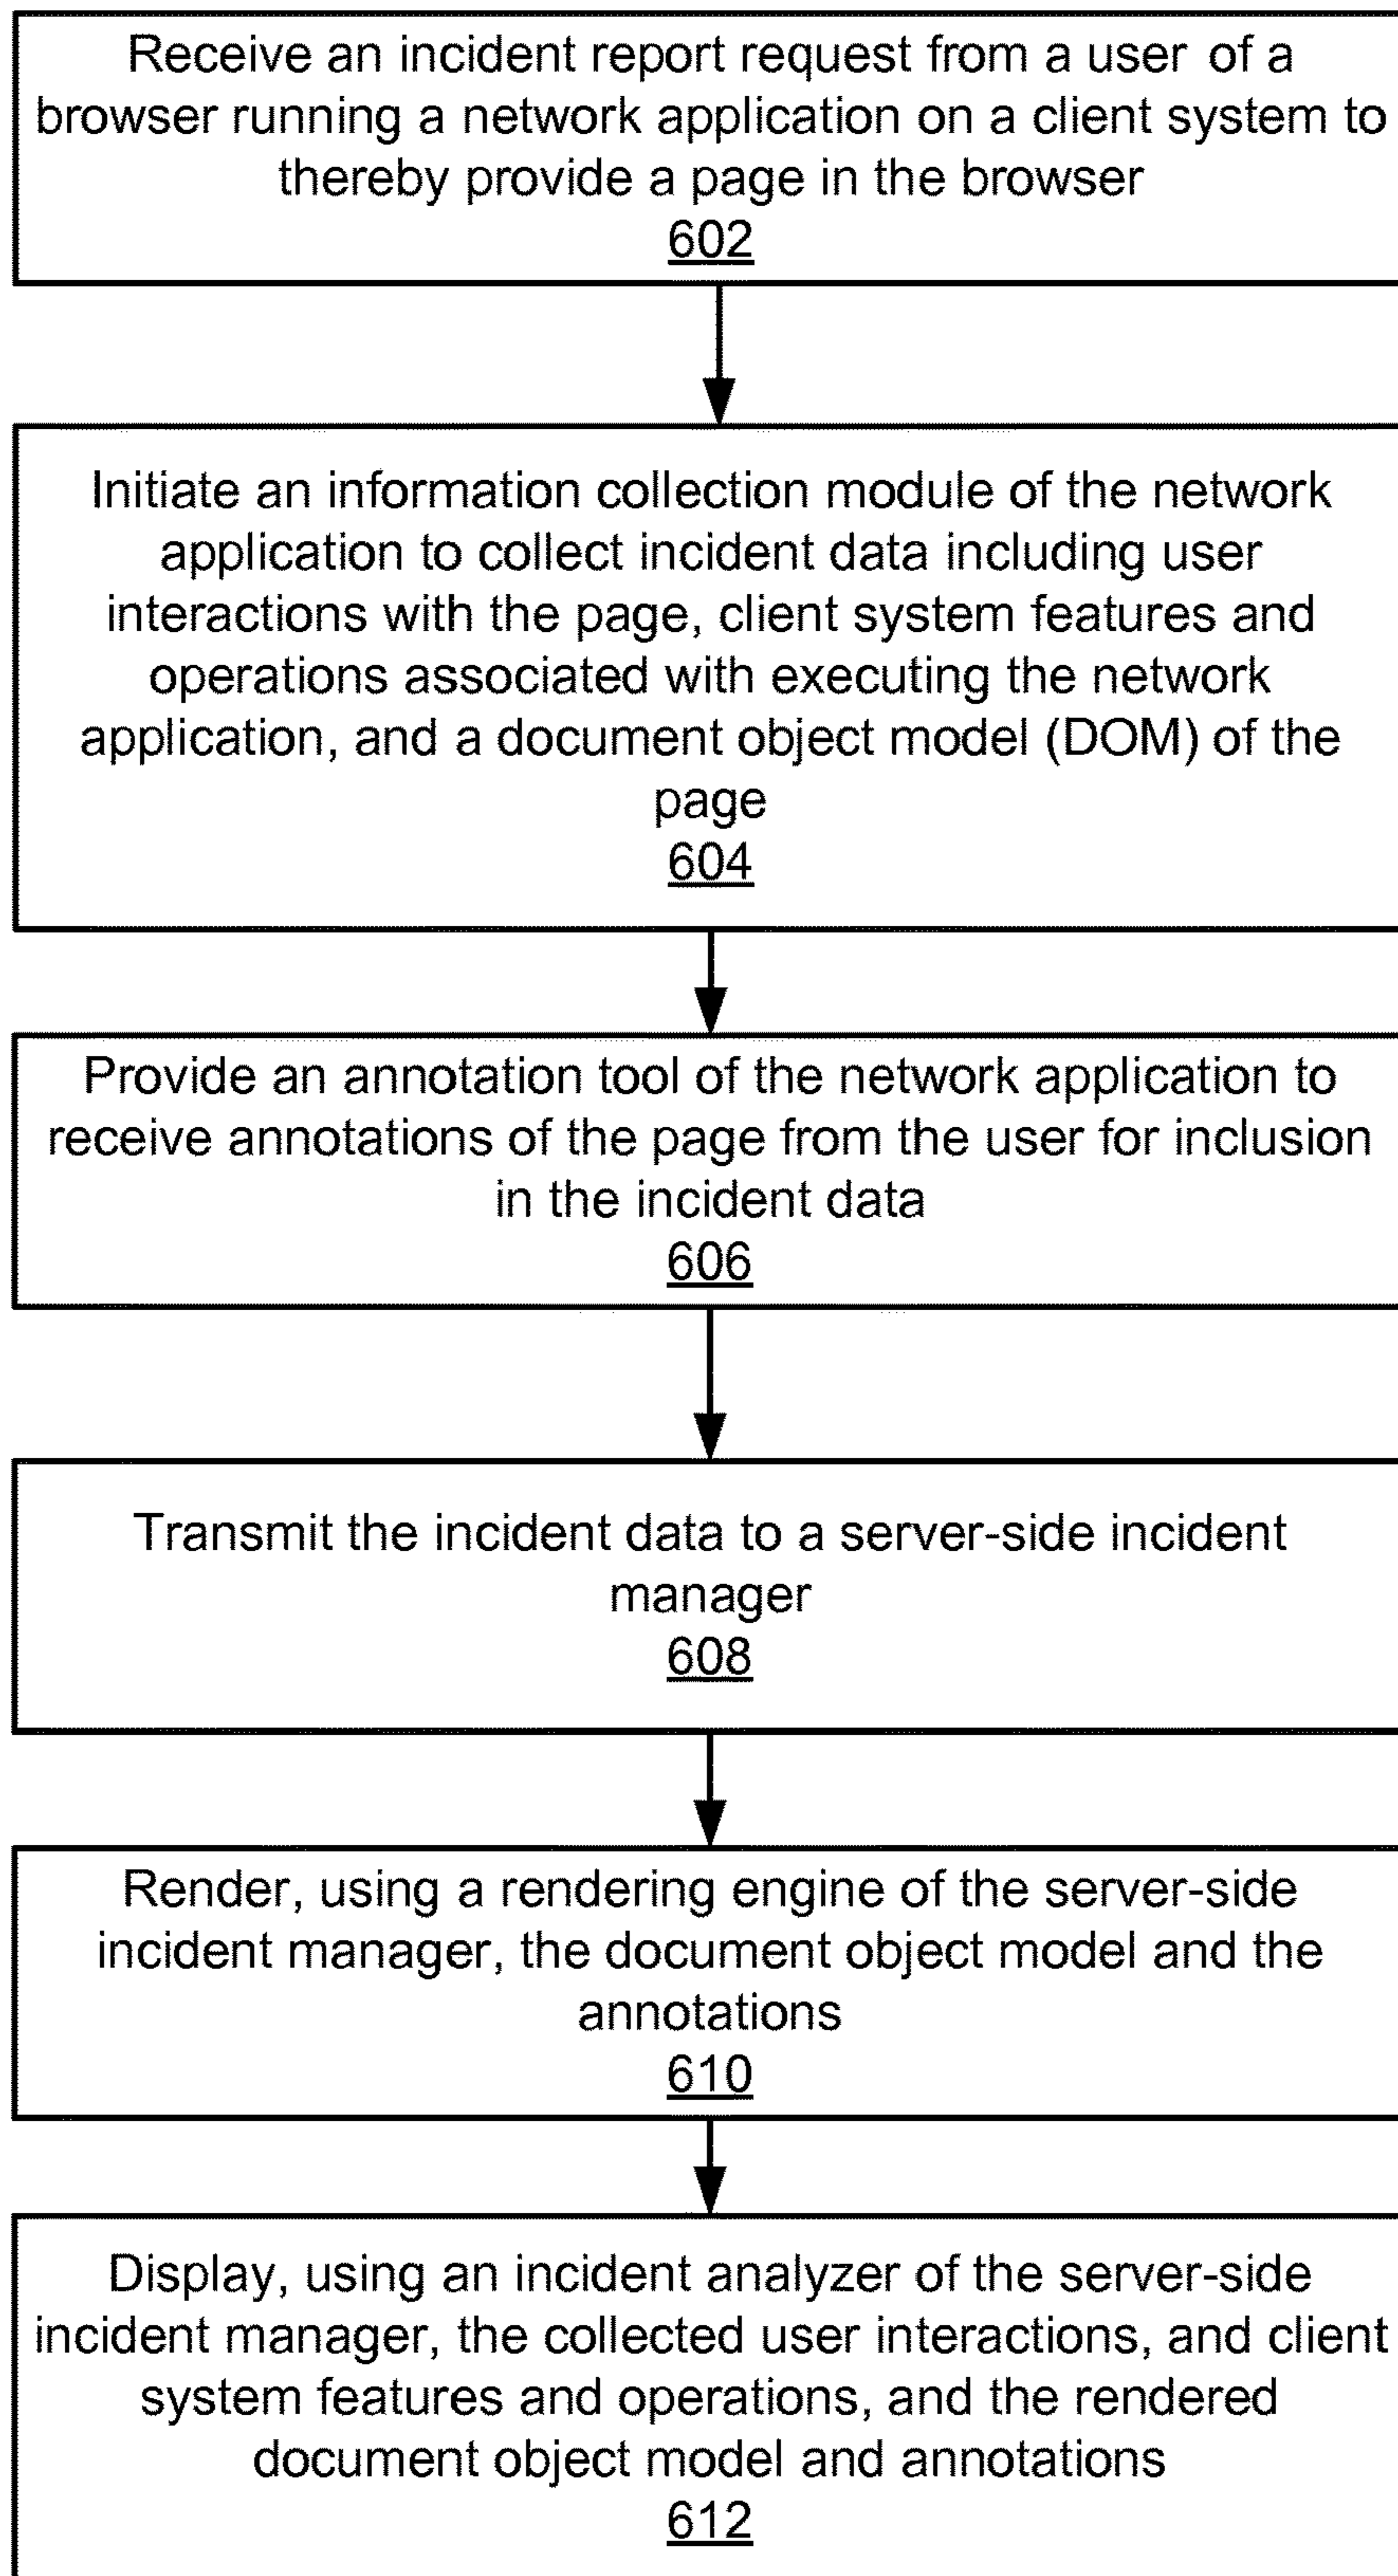 Receive an incident report request from a user of a
browser running a network application on a client system to
thereby provide a page in the browser
602
Initiate an information collection module of the network
application to collect incident data including user
interactions with the page, client system features and
operations associated with executing the network
application, and a document object model (DOM) of the
page
604
Provide an annotation tool of the network application to
receive annotations of the page from the user for inclusion
in the incident data
606
Transmit the incident data to a server-side incident
manager
608
Render, using a rendering engine of the server-side
incident manager, the document object model and the
annotations
610
Display, using an incident analyzer of the server-side
incident manager, the collected user interactions, and client
system features and operations, and the rendered
document object model and annotations
612